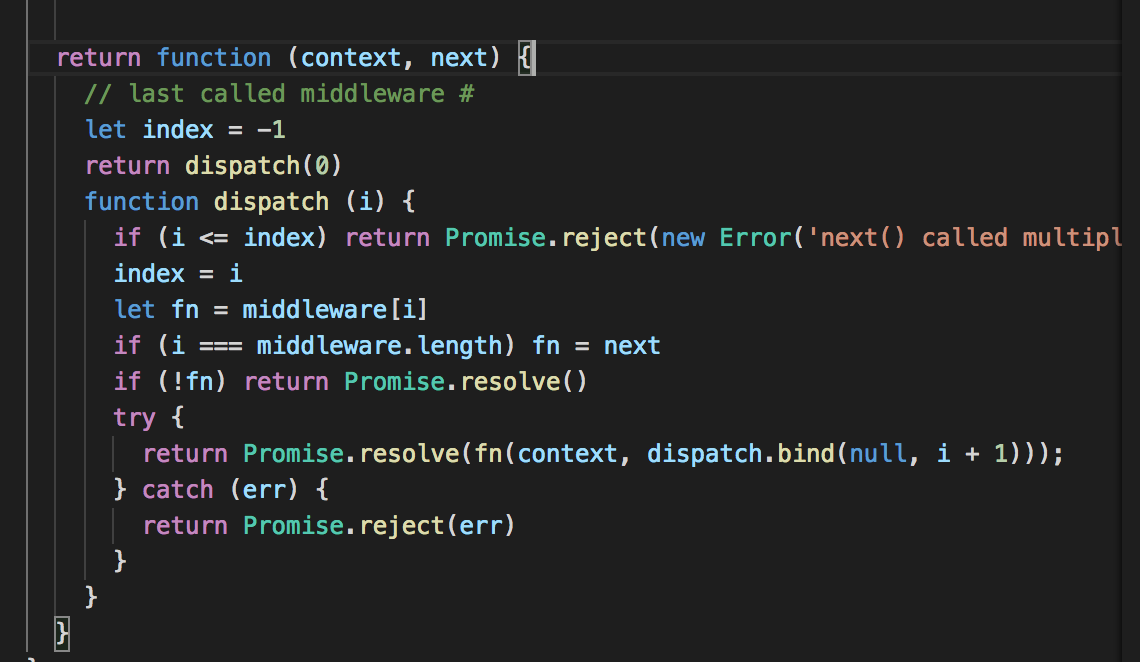 return function (context, next) {
// last called middleware #
let index = -1
return dispatch(0)
function dispatch (i) {
if (i <= index) return Promise.reject(new Error('next() called multipl
index = i
let fn = middleware[i]
if (i === middleware.length) fn = next
if (!fn) return Promise.resolve()
try {
return Promise.resolve(fn(context, dispatch.bind(null, i + 1)));
} catch (err) {
return Promise.reject(err)
}
}
}